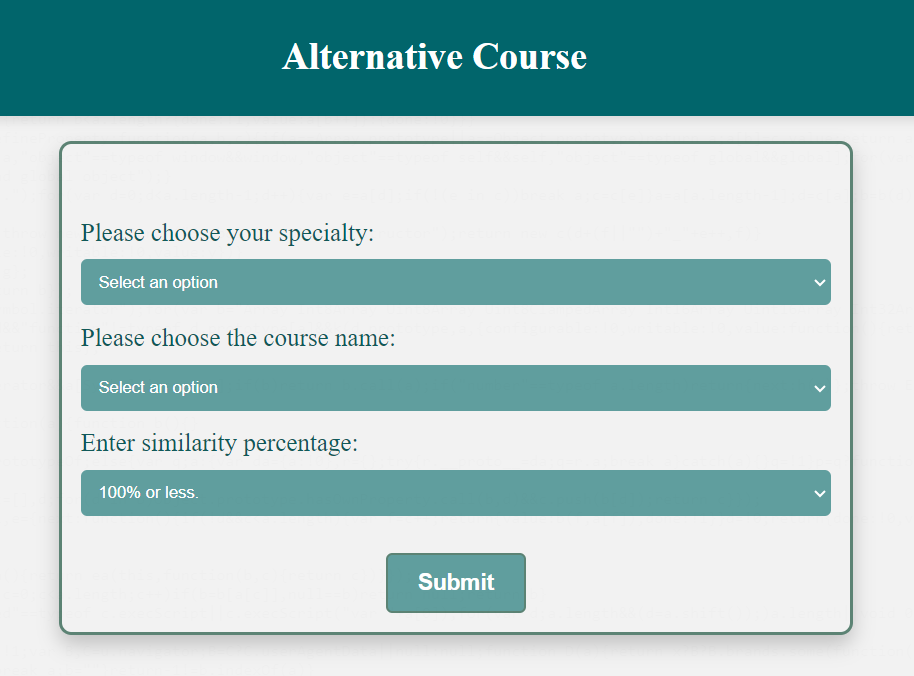 Alternative Course
Please choose your specialty:
Select an option
Please choose the course name:
Select an option
Enter similarity percentage:
100% or less.
Submit